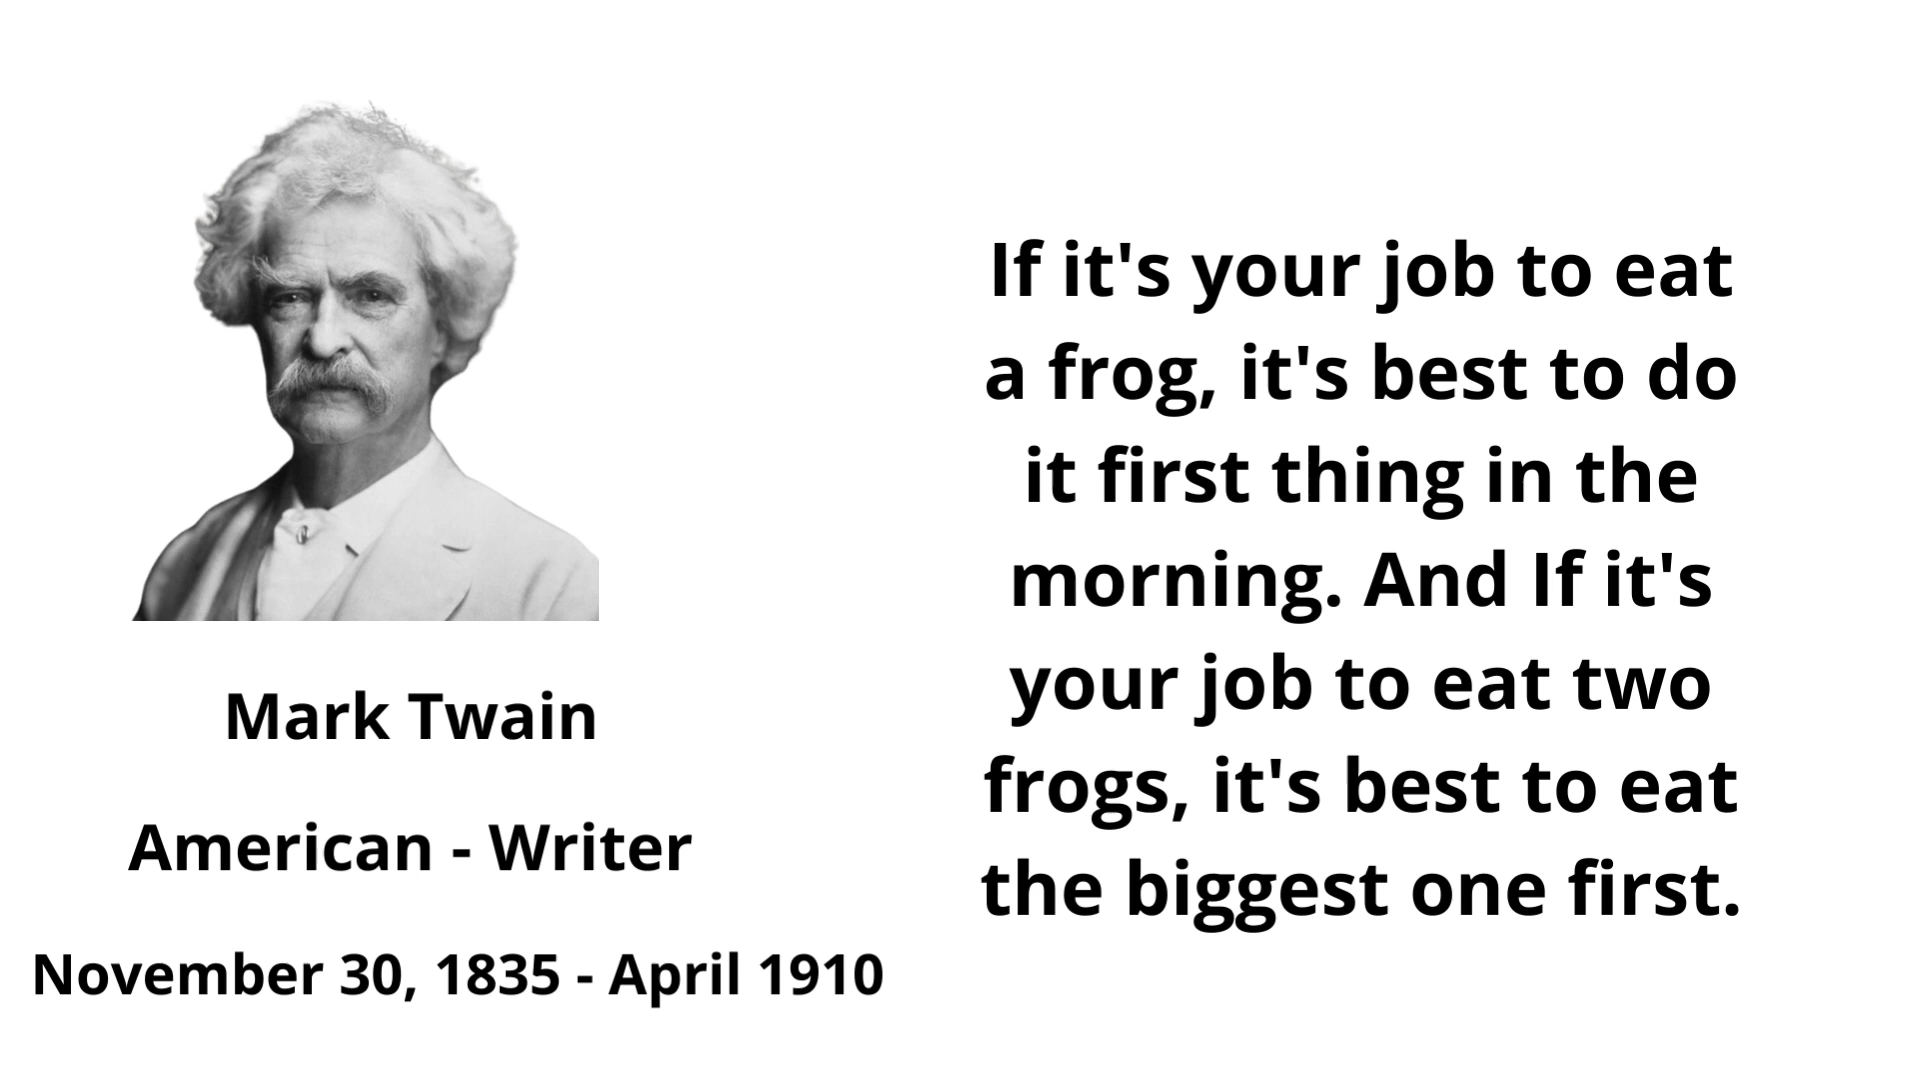 Mark Twain
American - Writer
November 30, 1835 - April 1910
If it's your job to eat
a frog, it's best to do
it first thing in the
morning. And If it's
your job to eat two
frogs, it's best to eat
the biggest one first.